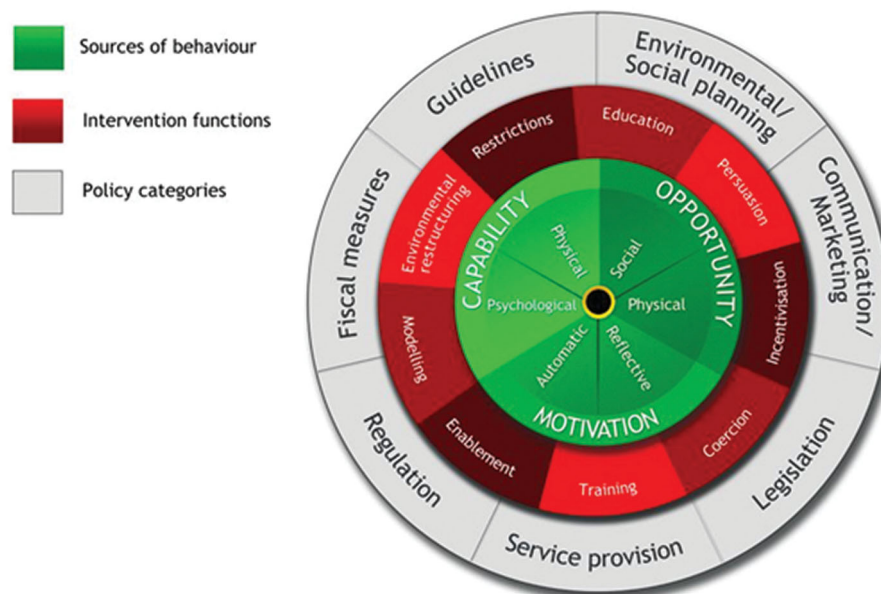 Sources of behaviour
Intervention functions
Policy categories
Guidelines
Environmental/
Social planning
Communication/
Marketing
Legislation
Service provision
Regulation
Fiscal measures
Restrictions
Education
Persuasion
Incentivisation
Coercion
Training
Enablement
Modelling
Environmental
restructuring
CAPABILITY
OPPORTUNITY
MOTIVATION
Physical
Social
Psychological
Physical
Automatic
Reflective